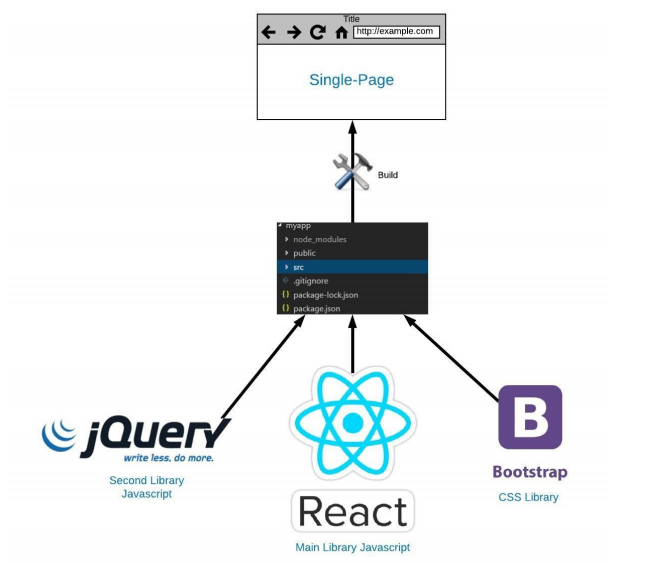 Title
http://example.com
Single-Page
Build
myapp
node_modules
public
src
.gitignore
{} package-lock.json
{} package.json
jQuery
write less, do more.
Second Library
Javascript
React
Main Library Javascript
B
Bootstrap
CSS Library